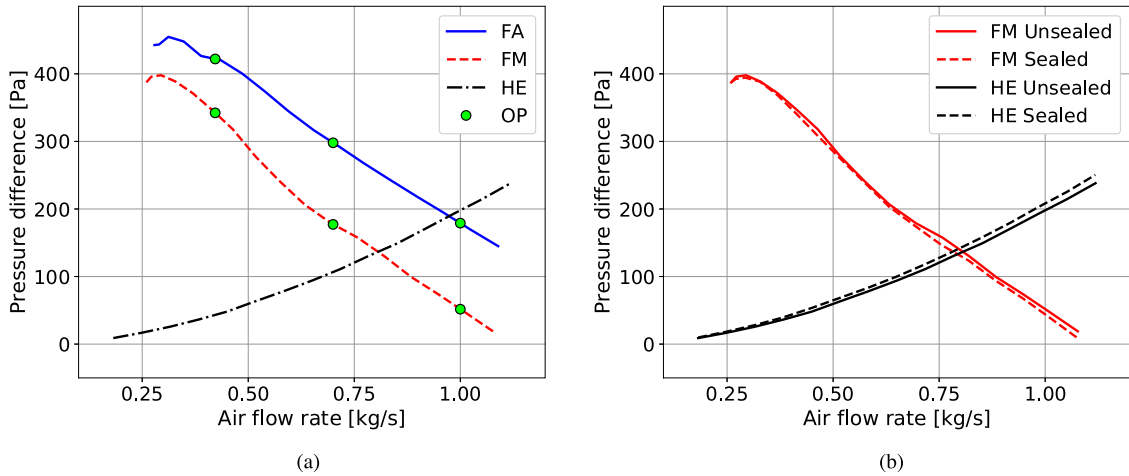 Pressure difference [Pa]
400
300
200
100
0
0.25
0.50
0.75
1.00
Air flow rate [kg/s]
FA
FM
HE
OP
(a)
Pressure difference [Pa]
400
300
200
100
0
0.25
0.50
0.75
1.00
Air flow rate [kg/s]
FM Unsealed
FM Sealed
HE Unsealed
HE Sealed
(b)